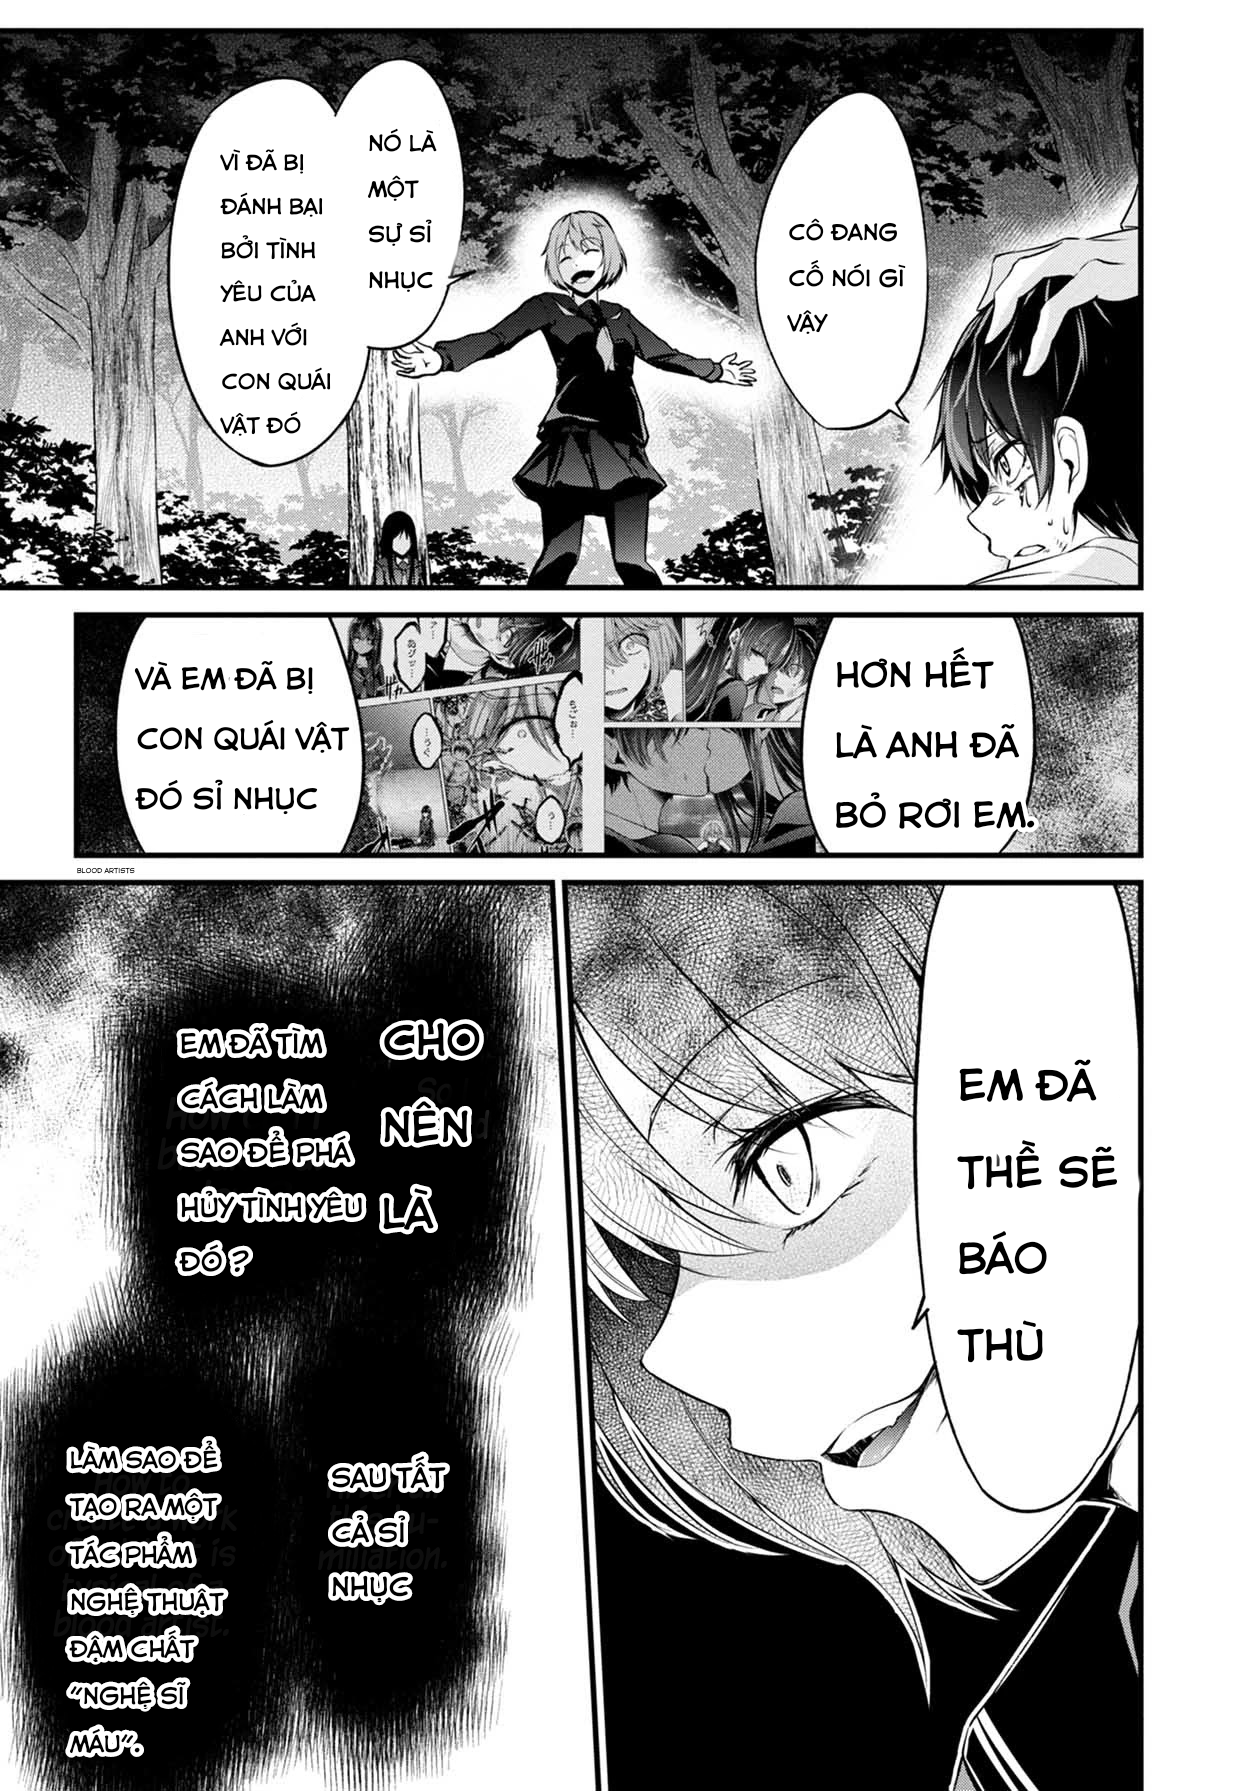 CÔ ĐANG
CỐ NÓI GÌ
VẬY
NÓ LÀ
MỘT
SỰ SỈ
NHỤC
VÌ ĐÃ BỊ
ĐÁNH BẠI
BỞI TÌNH
YÊU CỦA
ANH VỚI
CON QUÁI
VẬT ĐÓ
HƠN HẾT
LÀ ANH ĐÃ
BỎ RƠI EM.
VÀ EM ĐÃ BỊ
CON QUÁI VẬT
ĐÓ SỈ NHỤC
BLOOD ARTISTS
EM ĐÃ
THỀ SẼ
BÁO
THÙ
CHO
NÊN
LÀ
EM ĐÃ TÌM
CÁCH LÀM
SAO ĐỂ PHÁ
HỦY TÌNH YÊU
ĐÓ ?
SAU TẤT
CẢ SỈ
NHỤC
LÀM SAO ĐỂ
TẠO RA MỘT
TÁC PHẨM
NGHỆ THUẬT
ĐẬM CHẤT
“NGHỆ SĨ
MÁU”.